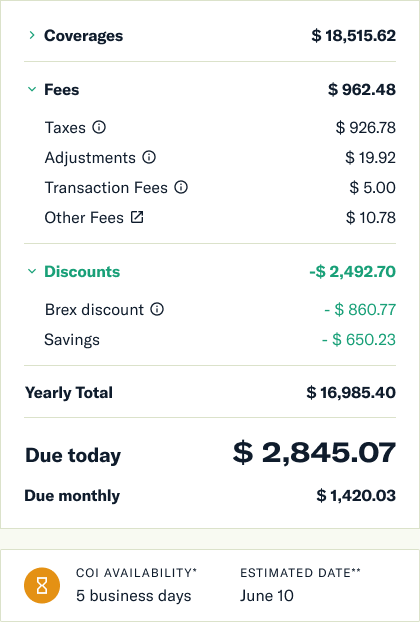 Coverages $ 18,515.62
Fees $ 962.48
Taxes $ 926.78
Adjustments $ 19.92
Transaction Fees $ 5.00
Other Fees $ 10.78
Discounts -$ 2,492.70
Brex discount - $ 860.77
Savings - $ 650.23
Yearly Total $ 16,985.40
Due today $ 2,845.07
Due monthly $ 1,420.03
COI AVAILABILITY* ESTIMATED DATE**
5 business days June 10